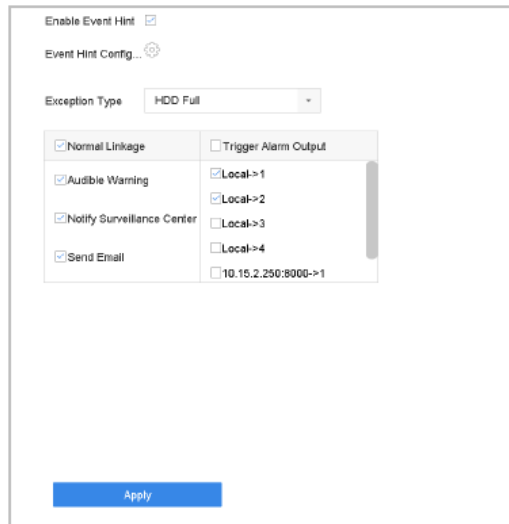 Enable Event Hint
Event Hint Config...
Exception Type HDD Full
Normal Linkage Trigger Alarm Output
Audible Warning Local->1
Local->2
Notify Surveillance Center Local->3
Local->4
Send Email
10.15.2.250:8000->1
Apply